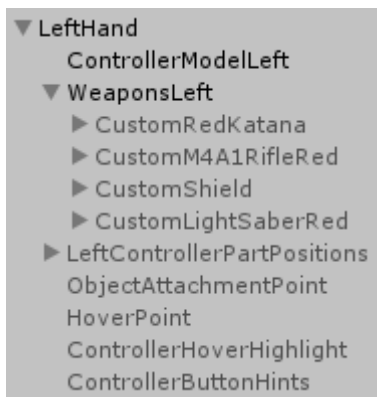 LeftHand
ControllerModelLeft
WeaponsLeft
CustomRedKatana
CustomM4A1RifleRed
CustomShield
CustomLightSaberRed
LeftControllerPartPositions
ObjectAttachmentPoint
HoverPoint
ControllerHoverHighlight
ControllerButtonHints